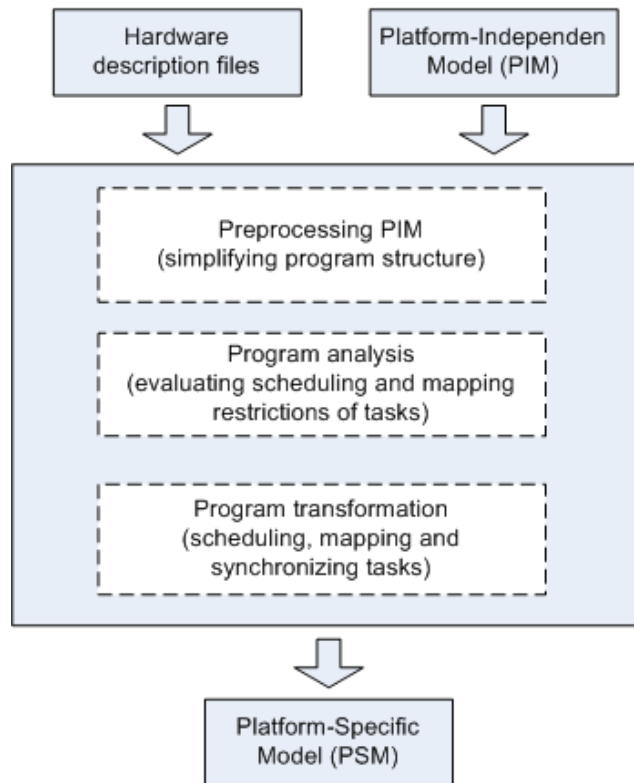 Hardware
description files
Platform-Independen
Model (PIM)
Preprocessing PIM
(simplifying program structure)
Program analysis
(evaluating scheduling and mapping
restrictions of tasks)
Program transformation
(scheduling, mapping and
synchronizing tasks)
Platform-Specific
Model (PSM)